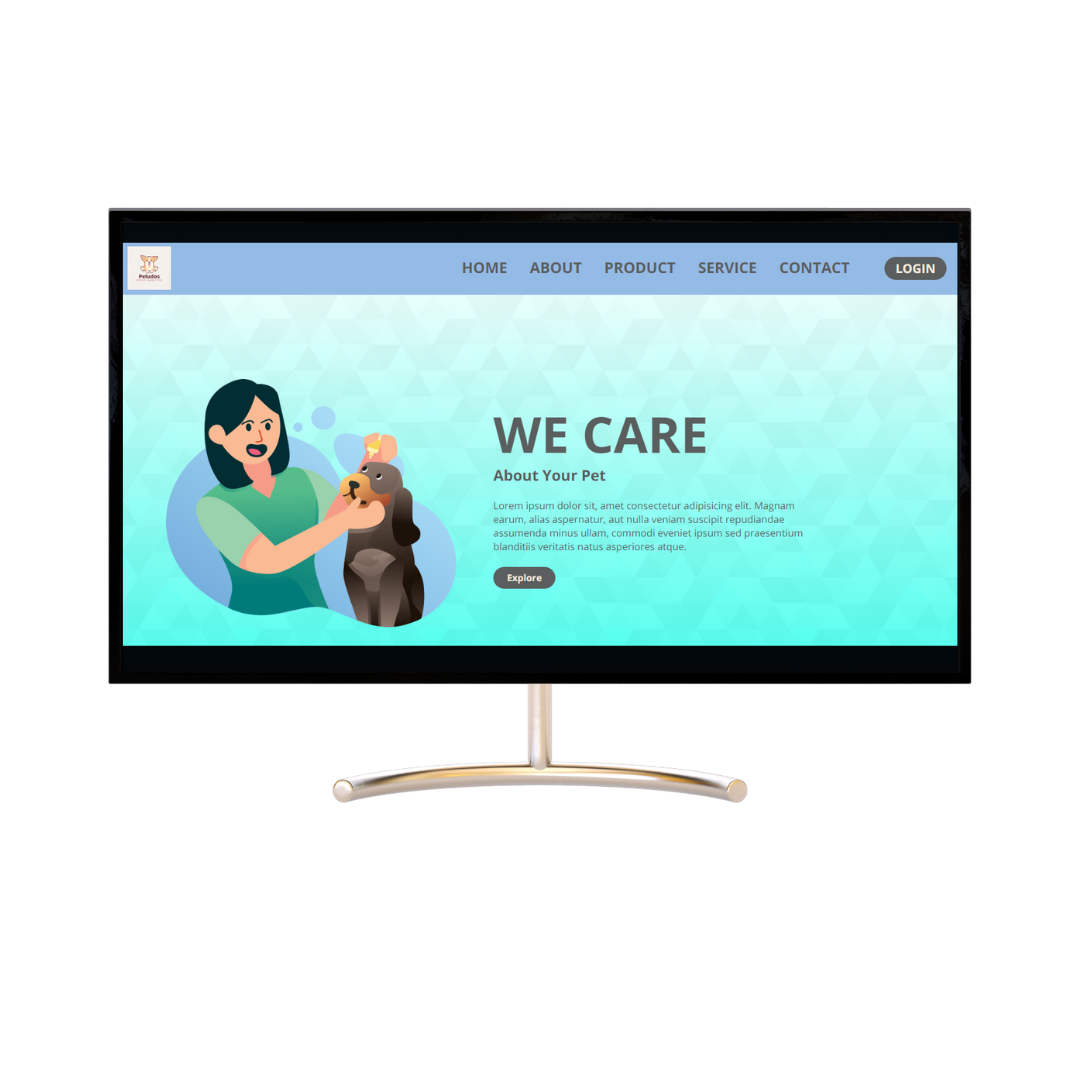 Peludos
HOME ABOUT PRODUCT SERVICE CONTACT LOGIN
WE CARE
About Your Pet
Lorem ipsum dolor sit, amet consectetur adipisicing elit. Magnam
earum, alias aspernatur, aut nulla veniam suscipit repudiandae
assumenda minus ullam, commodi eveniet ipsum sed praesentium
blanditiis veritatis natus asperiores atque.
Explore